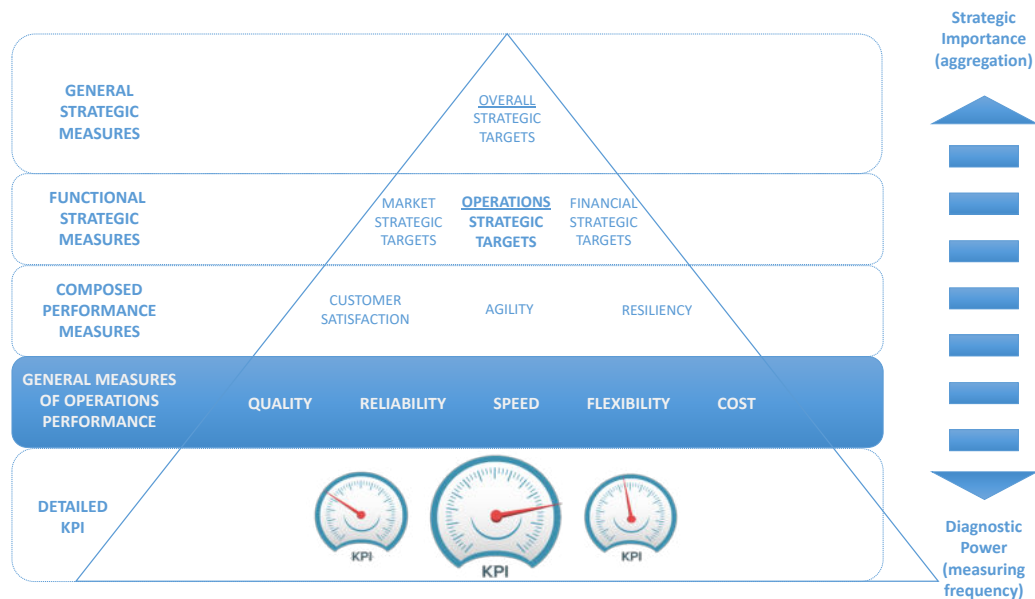 Strategic
Importance
(aggregation)
GENERAL
STRATEGIC
MEASURES
OVERALL
STRATEGIC
TARGETS
FUNCTIONAL
STRATEGIC
MEASURES
MARKET
STRATEGIC
TARGETS
OPERATIONS
STRATEGIC
TARGETS
FINANCIAL
STRATEGIC
TARGETS
COMPOSED
PERFORMANCE
MEASURES
CUSTOMER
SATISFACTION
AGILITY
RESILIENCY
GENERAL MEASURES
OF OPERATIONS
PERFORMANCE
QUALITY
RELIABILITY
SPEED
FLEXIBILITY
COST
DETAILED
KPI
KPI
KPI
KPI
Diagnostic
Power
(measuring
frequency)